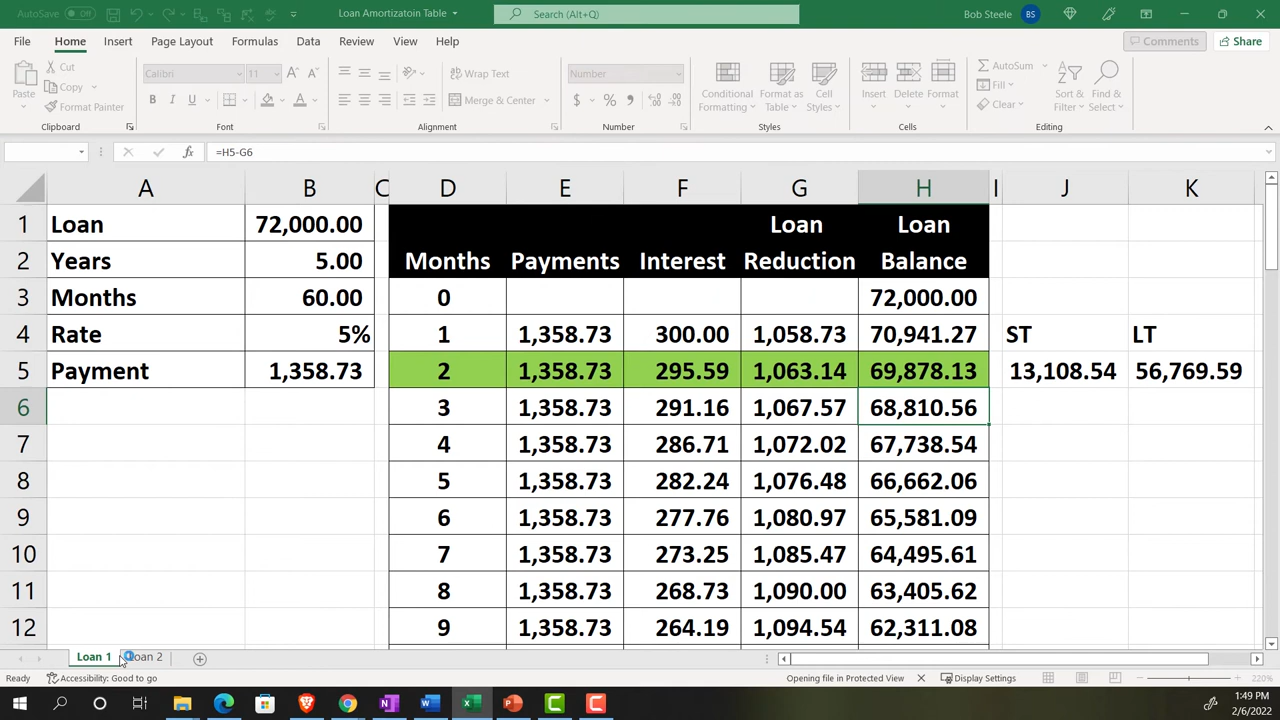 AutoSave Off Loan Amortizatoin Table Search (Alt+Q) Bob Steele BS
File Home Insert Page Layout Formulas Data Review View Help Comments Share
Paste Cut Copy Format Painter
Calibri 11 B I U
Wrap Text Merge & Center
Number $ % ,
Conditional Formatting Format as Table Cell Styles
Insert Delete Format
AutoSum Fill Clear Sort & Filter Find & Select
Clipboard Font Alignment Number Styles Cells Editing
fx =H5-G6
A B C D E F G H I J K
1 Loan 72,000.00 Loan Loan
2 Years 5.00 Months Payments Interest Reduction Balance
3 Months 60.00 0 72,000.00
4 Rate 5% 1 1,358.73 300.00 1,058.73 70,941.27 ST LT
5 Payment 1,358.73 2 1,358.73 295.59 1,063.14 69,878.13 13,108.54 56,769.59
6 3 1,358.73 291.16 1,067.57 68,810.56
7 4 1,358.73 286.71 1,072.02 67,738.54
8 5 1,358.73 282.24 1,076.48 66,662.06
9 6 1,358.73 277.76 1,080.97 65,581.09
10 7 1,358.73 273.25 1,085.47 64,495.61
11 8 1,358.73 268.73 1,090.00 63,405.62
12 9 1,358.73 264.19 1,094.54 62,311.08
Loan 1 Loan 2
Ready Accessibility: Good to go Opening file in Protected View Display Settings 220%
1:49 PM
2/6/2022